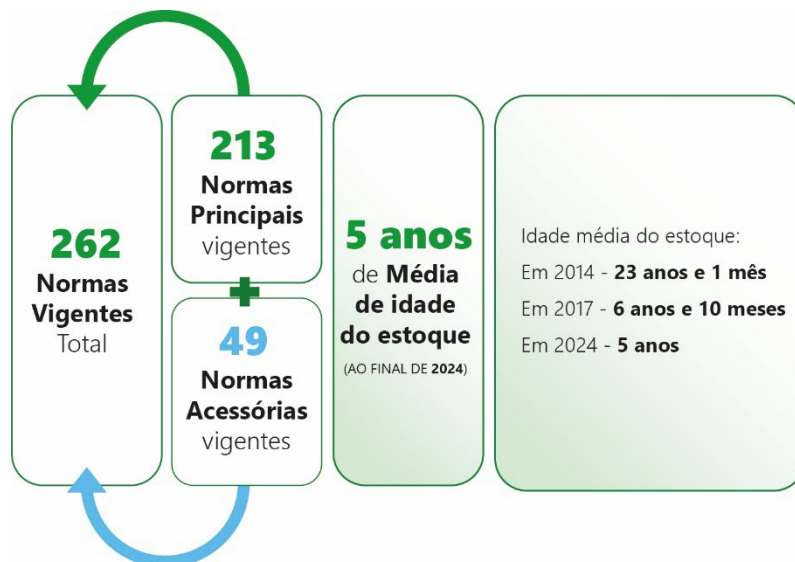 262
Normas
Vigentes
Total
213
Normas
Principais
vigentes
+
49
Normas
Acessórias
vigentes
5 anos
de Média
de idade
do estoque
(AO FINAL DE 2024)
Idade média do estoque:
Em 2014 - 23 anos e 1 mês
Em 2017 - 6 anos e 10 meses
Em 2024 - 5 anos